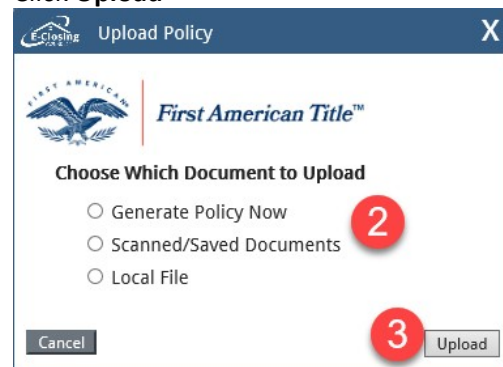 Click Upload
E-Closing Upload Policy X
FIRST AMERICAN
First American Title™
Choose Which Document to Upload
Generate Policy Now
2
Scanned/Saved Documents
Local File
Cancel 3 Upload